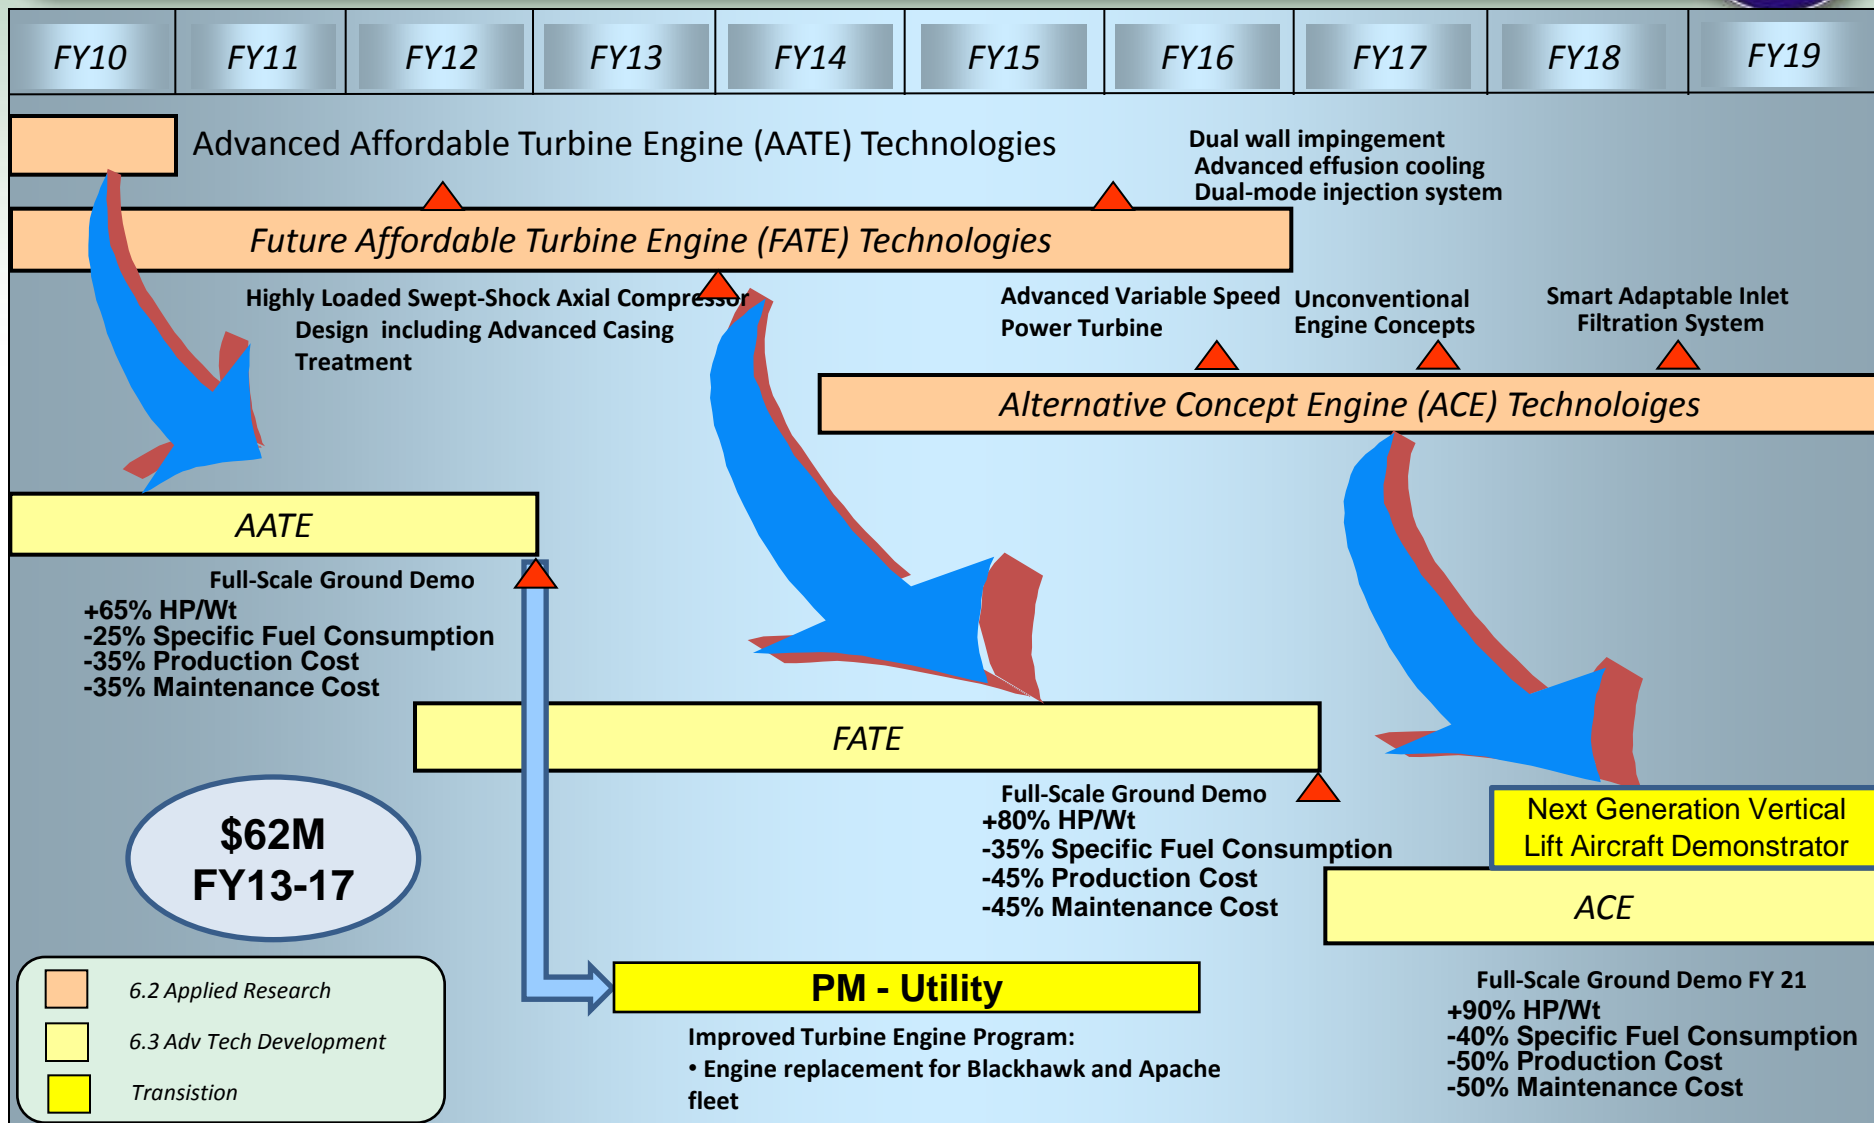 FY10 FY11 FY12 FY13 FY14 FY15 FY16 FY17 FY18 FY19
Advanced Affordable Turbine Engine (AATE) Technologies
Dual wall impingement
Advanced effusion cooling
Dual-mode injection system
Future Affordable Turbine Engine (FATE) Technologies
Highly Loaded Swept-Shock Axial Compressor
Design including Advanced Casing
Treatment
Advanced Variable Speed
Power Turbine
Unconventional
Engine Concepts
Smart Adaptable Inlet
Filtration System
Alternative Concept Engine (ACE) Technoloiges
AATE
Full-Scale Ground Demo
+65% HP/Wt
-25% Specific Fuel Consumption
-35% Production Cost
-35% Maintenance Cost
FATE
Full-Scale Ground Demo
+80% HP/Wt
-35% Specific Fuel Consumption
-45% Production Cost
-45% Maintenance Cost
Next Generation Vertical
Lift Aircraft Demonstrator
ACE
$62M
FY13-17
PM - Utility
Improved Turbine Engine Program:
• Engine replacement for Blackhawk and Apache
fleet
Full-Scale Ground Demo FY 21
+90% HP/Wt
-40% Specific Fuel Consumption
-50% Production Cost
-50% Maintenance Cost
6.2 Applied Research
6.3 Adv Tech Development
Transistion